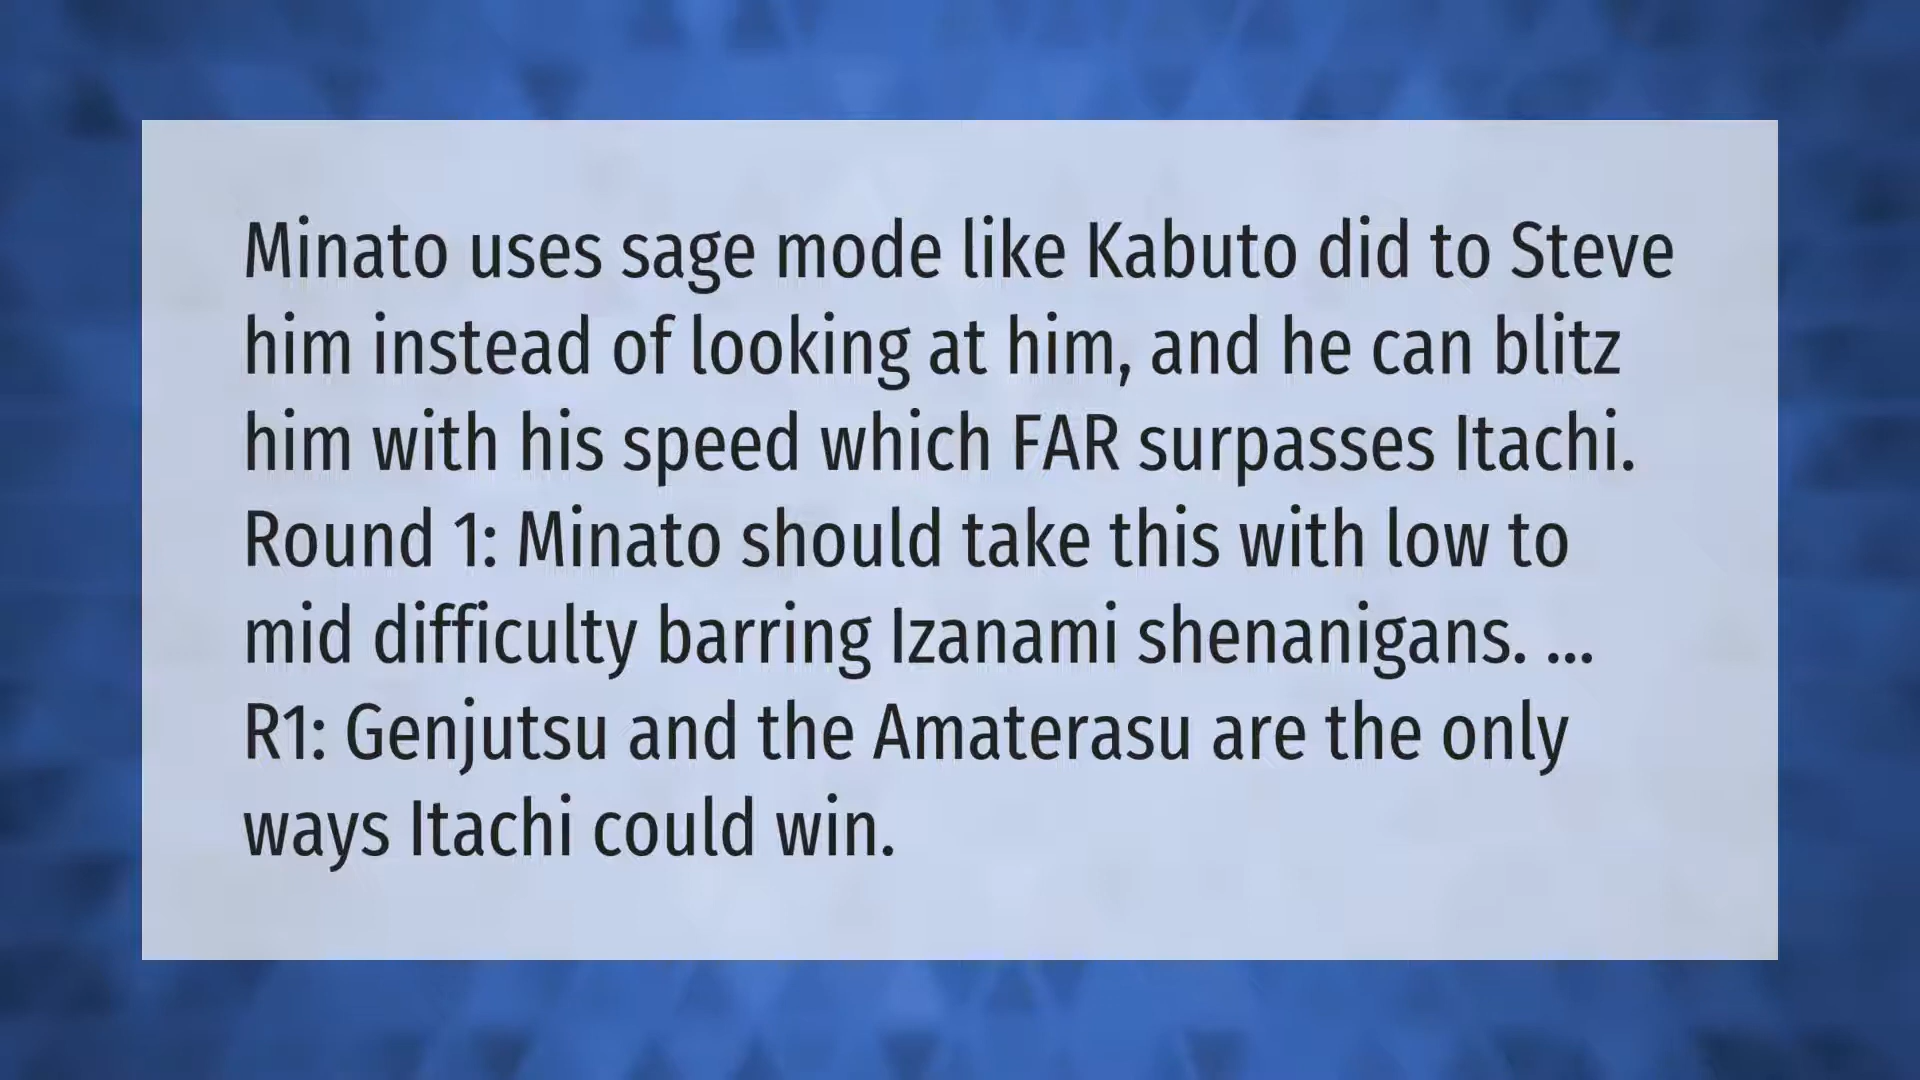 Minato uses sage mode like Kabuto did to Steve
him instead of looking at him, and he can blitz
him with his speed which FAR surpasses Itachi.
Round 1: Minato should take this with low to
mid difficulty barring Izanami shenanigans. ...
R1: Genjutsu and the Amaterasu are the only
ways Itachi could win.